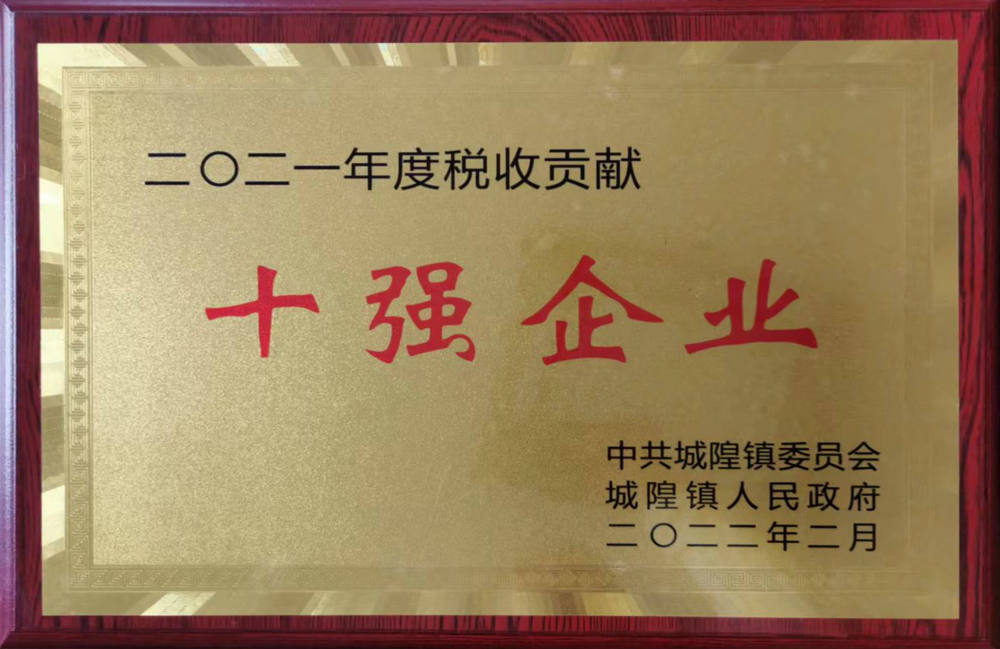 二〇二一年度税收贡献
十强企业
中共城隍镇委员会
城隍镇人民政府
二〇二二年二月